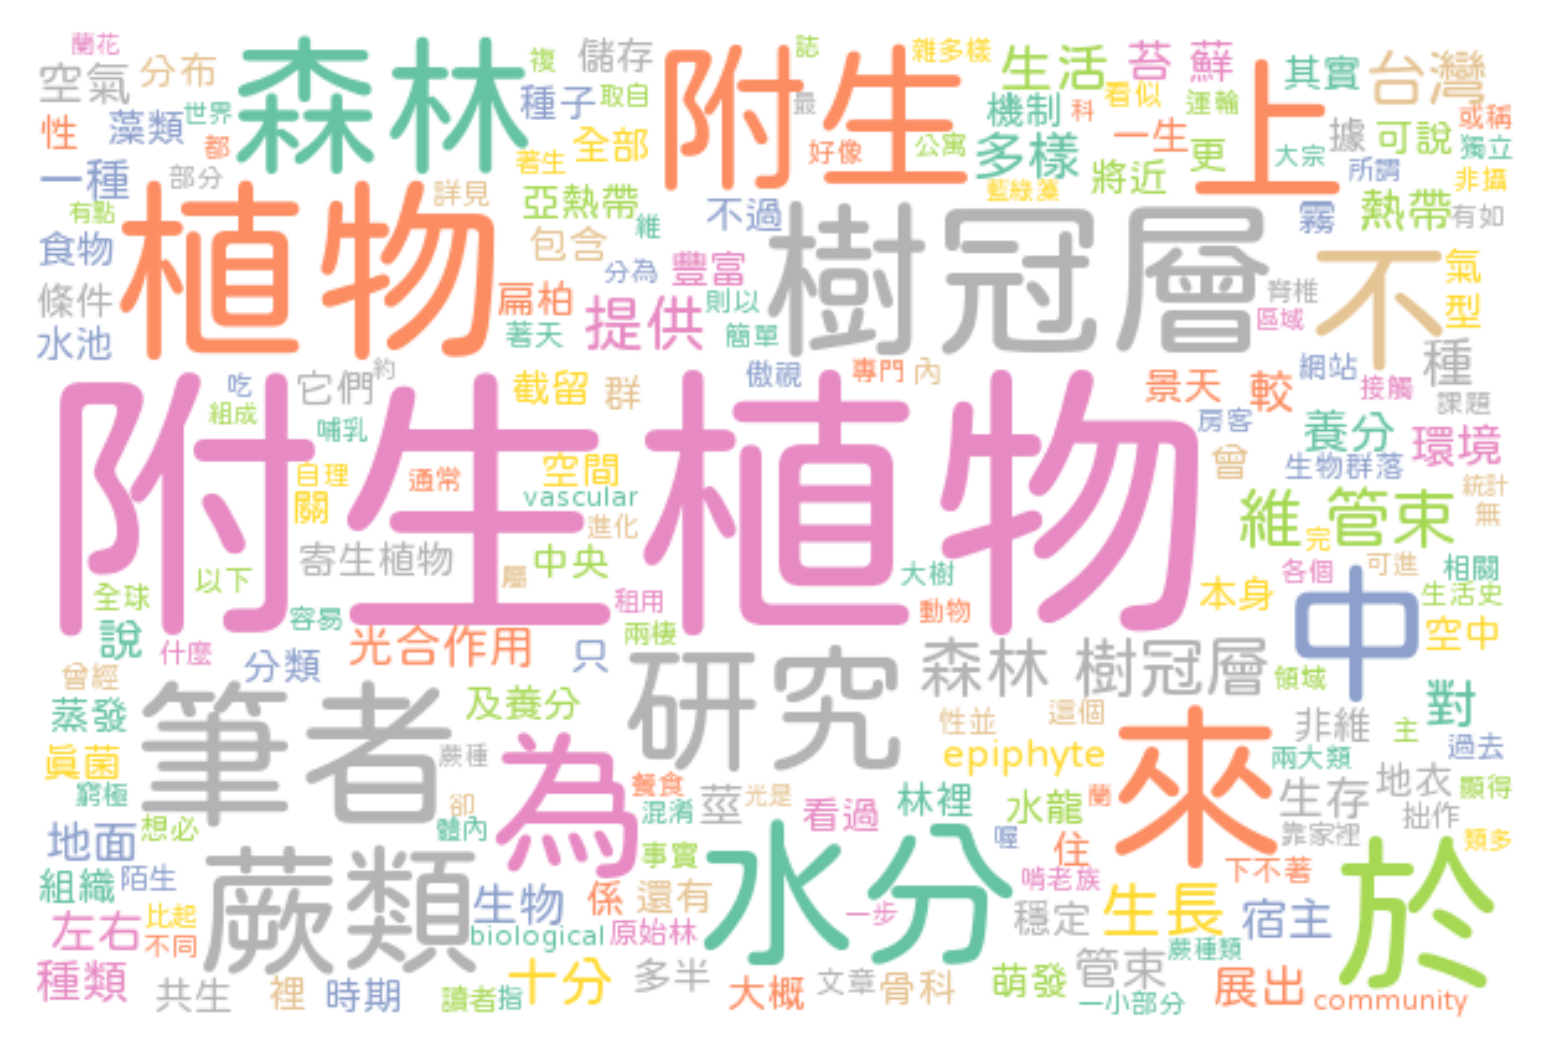 蘭花 森林 複 儲存 附生 誌 雜多樣 生活 苔蘚 其實 台灣
空氣 分布 種子 取自 最 上 機制 科 看似 運輸 據 可說 或稱
性 藻類 世界 都 著生 全部 好像 公寓 多樣 一生 更 大宗 獨立
一種 部分 植物 詳見 亞熱帶 不過 藍綠藻 將近 所謂 霧 熱帶 非攝
有點 維 樹冠層 有如
食物 包含 分為 豐富 不 氣
條件 扁柏 提供 則以 脊椎 型
水池 著天 簡單 區域 種
吃 它們 約 截留 群 傲視 專門 內 景天 較 網站 接觸 課題
組成 哺乳 附生植物 房客 養分 環境
自理 通常 空間 曾 生物群落 統計
關 vascular 維管束 無
寄生植物 進化 中央 屬 大樹 完 各個 可進 相關
全球 以下 容易 租用 動物 本身 中 生活史
說 什麼 光合作用 兩棲 只 空中
曾經 分類 研究 森林 樹冠層 領域 對
蒸發 筆者 及養分 性並 這個 非維 主 過去
真菌 蕨種 為 epiphyte 來 兩大類 地衣 顯得
窮極 卻 餐食 混淆 莖 光是 看過 林裡 水龍 蘭 生存 拙作
地面 想必 體內 事實 水分 喔 住 靠家裡 於 類多
組織 陌生 蕨類 生物 係 還有 一步 啃老族 下不著
左右 比起 不同 biological 原始林 穩定 生長 宿主
種類 共生 裡 時期 讀者 指 十分 多半 大概 文章 骨科 萌發 管束 蕨種類 一小部分 展出 community